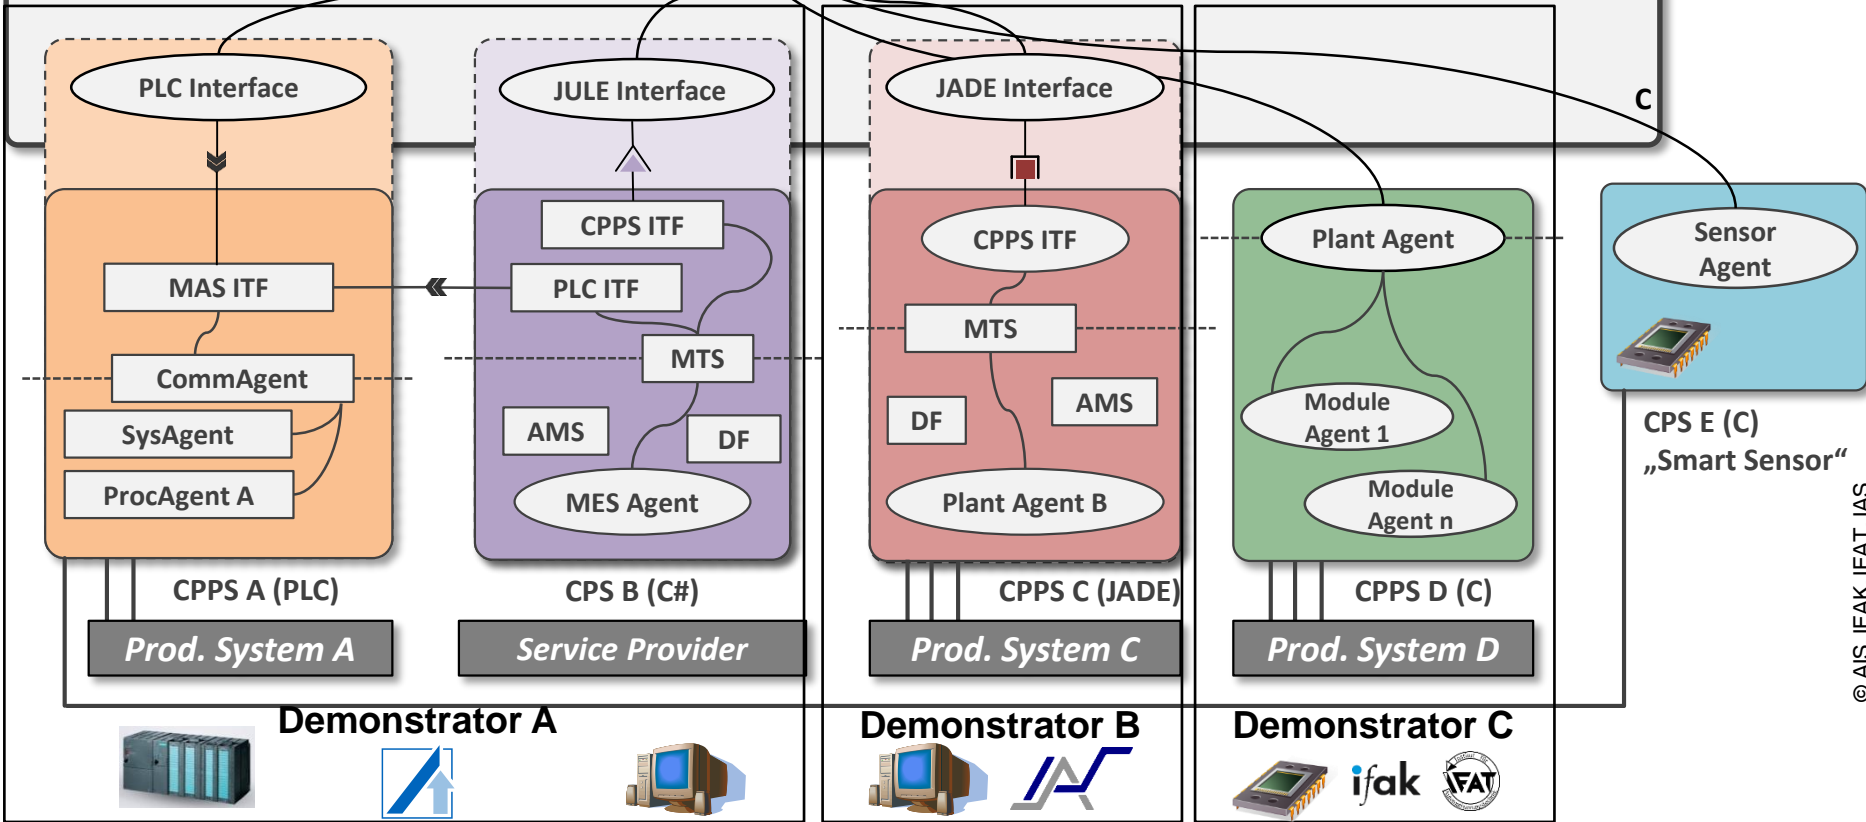 PLC Interface
JULE Interface
JADE Interface
C
CPPS ITF
CPPS ITF
Plant Agent
Sensor
Agent
MAS ITF
PLC ITF
MTS
MTS
CommAgent
SysAgent
AMS
DF
DF
AMS
Module
Agent 1
ProcAgent A
MES Agent
Plant Agent B
Module
Agent n
CPS E (C)
„Smart Sensor“
CPPS A (PLC)
CPS B (C#)
CPPS C (JADE)
CPPS D (C)
Prod. System A
Service Provider
Prod. System C
Prod. System D
© AIS, IFAK, IFAT, IAS
Demonstrator A
Demonstrator B
Demonstrator C
ifak
IFAT